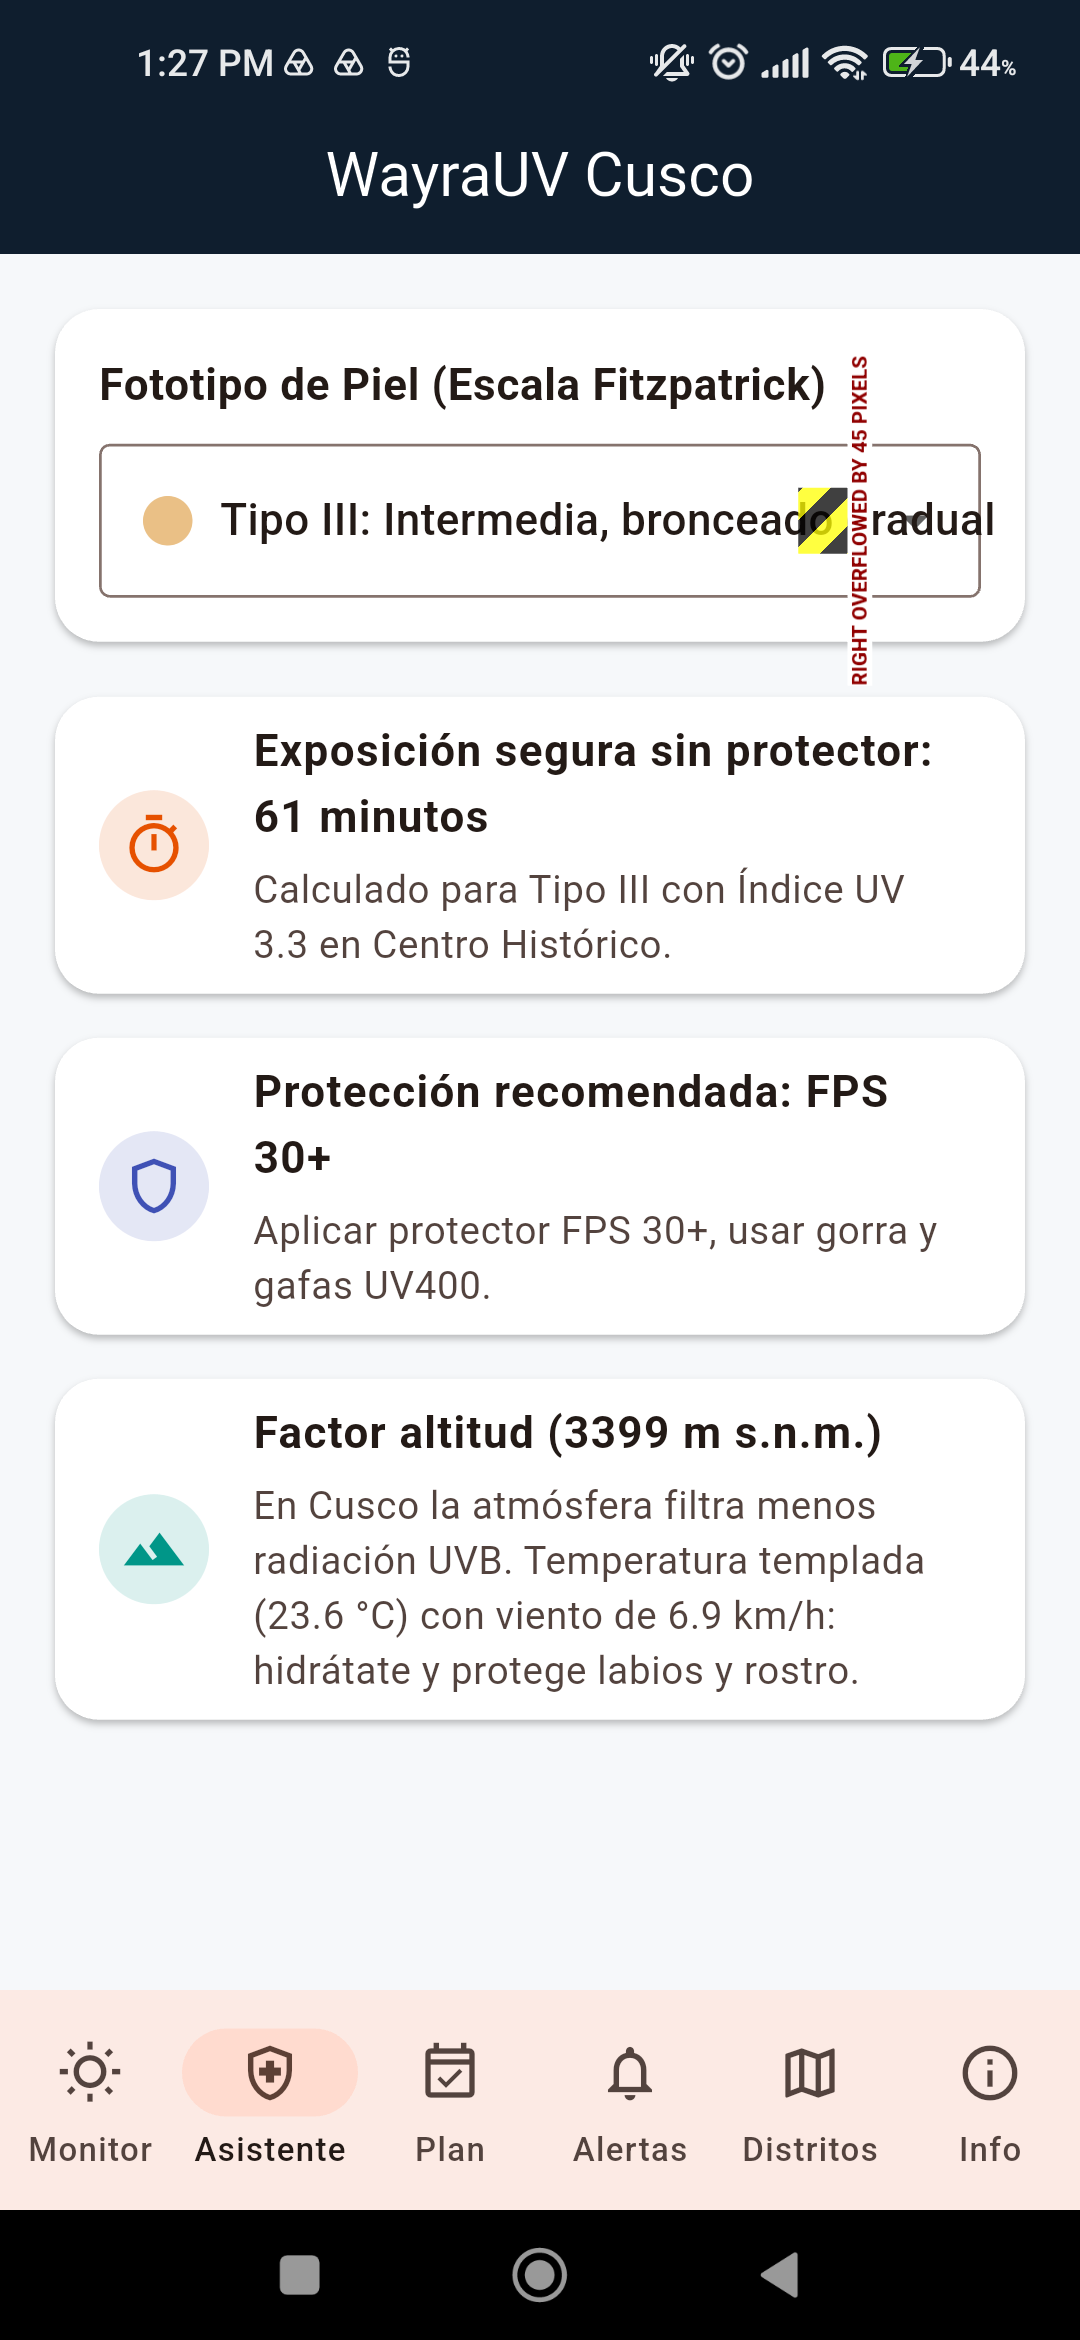 1:27 PM
44%
WayraUV Cusco
Fototipo de Piel (Escala Fitzpatrick)
Tipo III: Intermedia, bronceado radual
RIGHT OVERFLOWED BY 45 PIXELS
Exposición segura sin protector:
61 minutos
Calculado para Tipo III con Índice UV
3.3 en Centro Histórico.
Protección recomendada: FPS
30+
Aplicar protector FPS 30+, usar gorra y
gafas UV400.
Factor altitud (3399 m s.n.m.)
En Cusco la atmósfera filtra menos
radiación UVB. Temperatura templada
(23.6 °C) con viento de 6.9 km/h:
hidrátate y protege labios y rostro.
Monitor
Asistente
Plan
Alertas
Distritos
Info